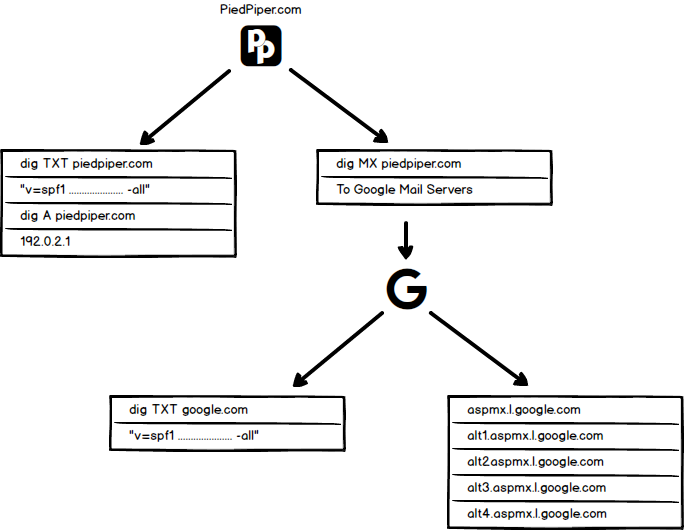 PiedPiper.com
pp
dig TXT piedpiper.com
"v=spf1 ...................... -all"
dig A piedpiper.com
192.0.2.1
dig MX piedpiper.com
To Google Mail Servers
G
dig TXT google.com
"v=spf1 ...................... -all"
aspmx.l.google.com
alt1.aspmx.l.google.com
alt2.aspmx.l.google.com
alt3.aspmx.l.google.com
alt4.aspmx.l.google.com